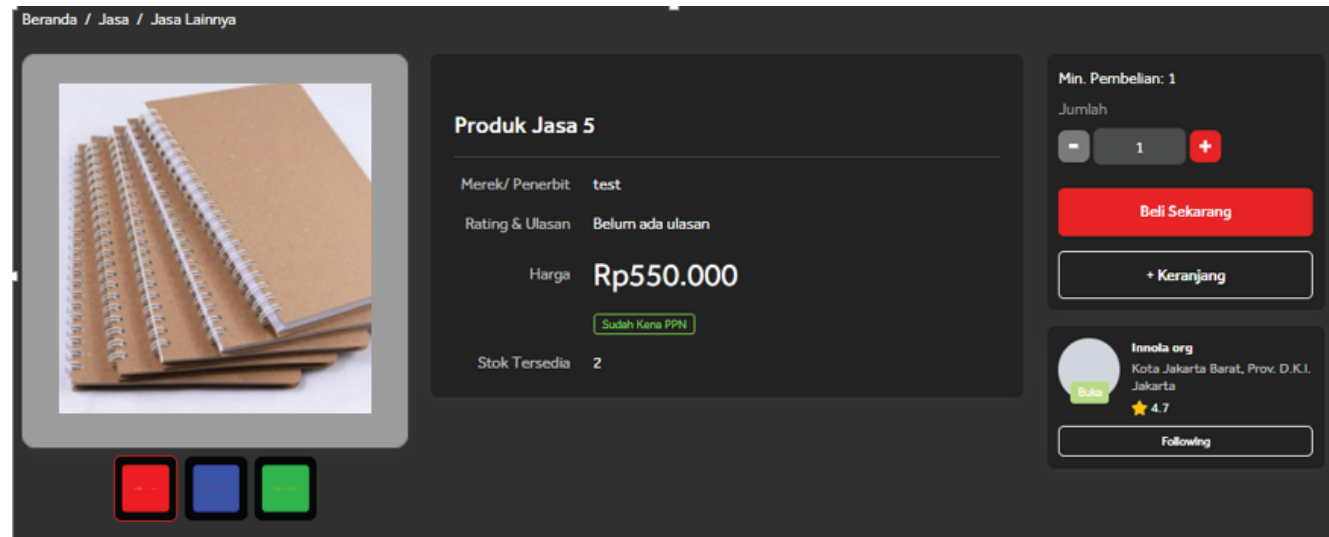 Beranda / Jasa / Jasa Lainnya
Produk Jasa 5
Merek/ Penerbit test
Rating & Ulasan Belum ada ulasan
Harga Rp550.000
Sudah Kena PPN
Stok Tersedia 2
Min. Pembelian: 1
Jumlah
- 1 +
Beli Sekarang
+ Keranjang
Buka
Innola org
Kota Jakarta Barat, Prov. D.K.I.
Jakarta
4.7
Following